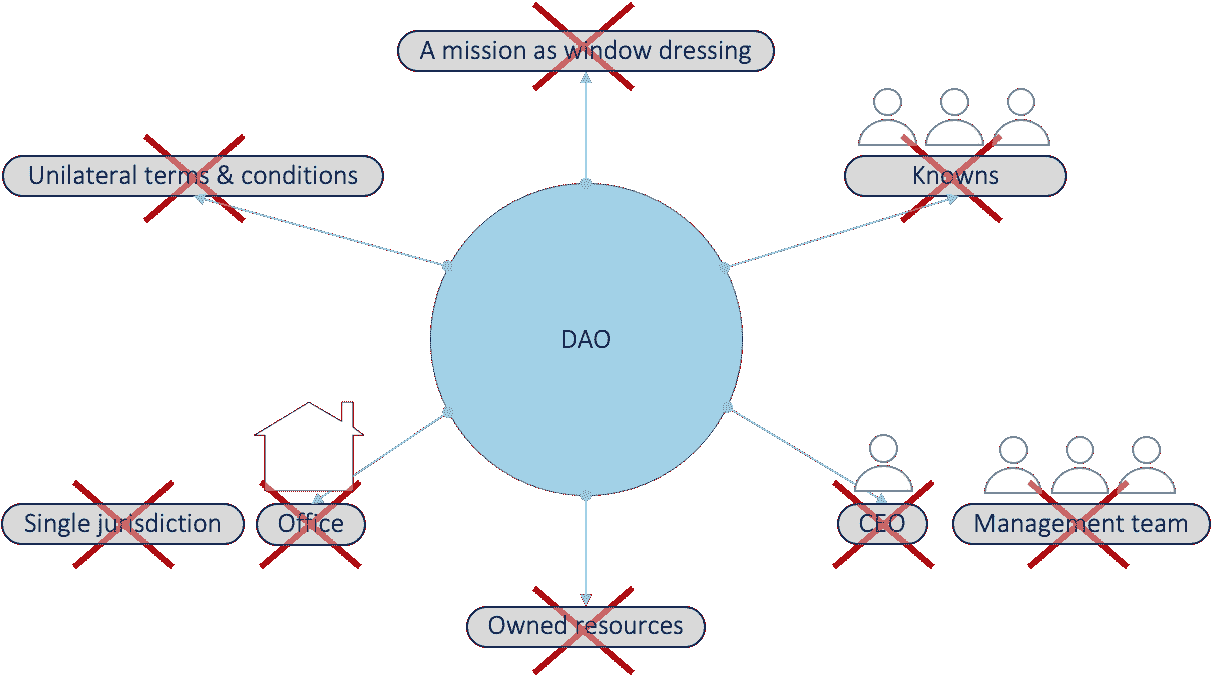 A mission as window dressing
Unilateral terms & conditions
Knowns
DAO
Single jurisdiction
Office
CEO
Management team
Owned resources